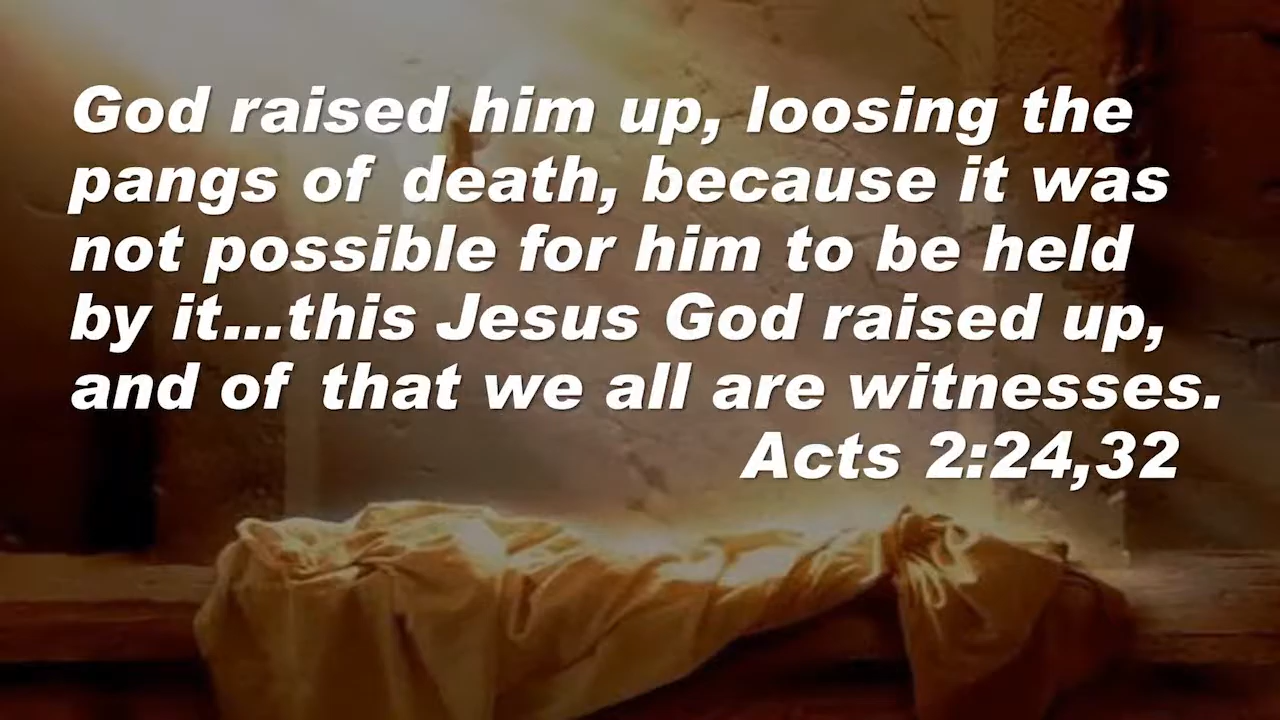 God raised him up, loosing the
pangs of death, because it was
not possible for him to be held
by it...this Jesus God raised up,
and of that we all are witnesses.
Acts 2:24,32